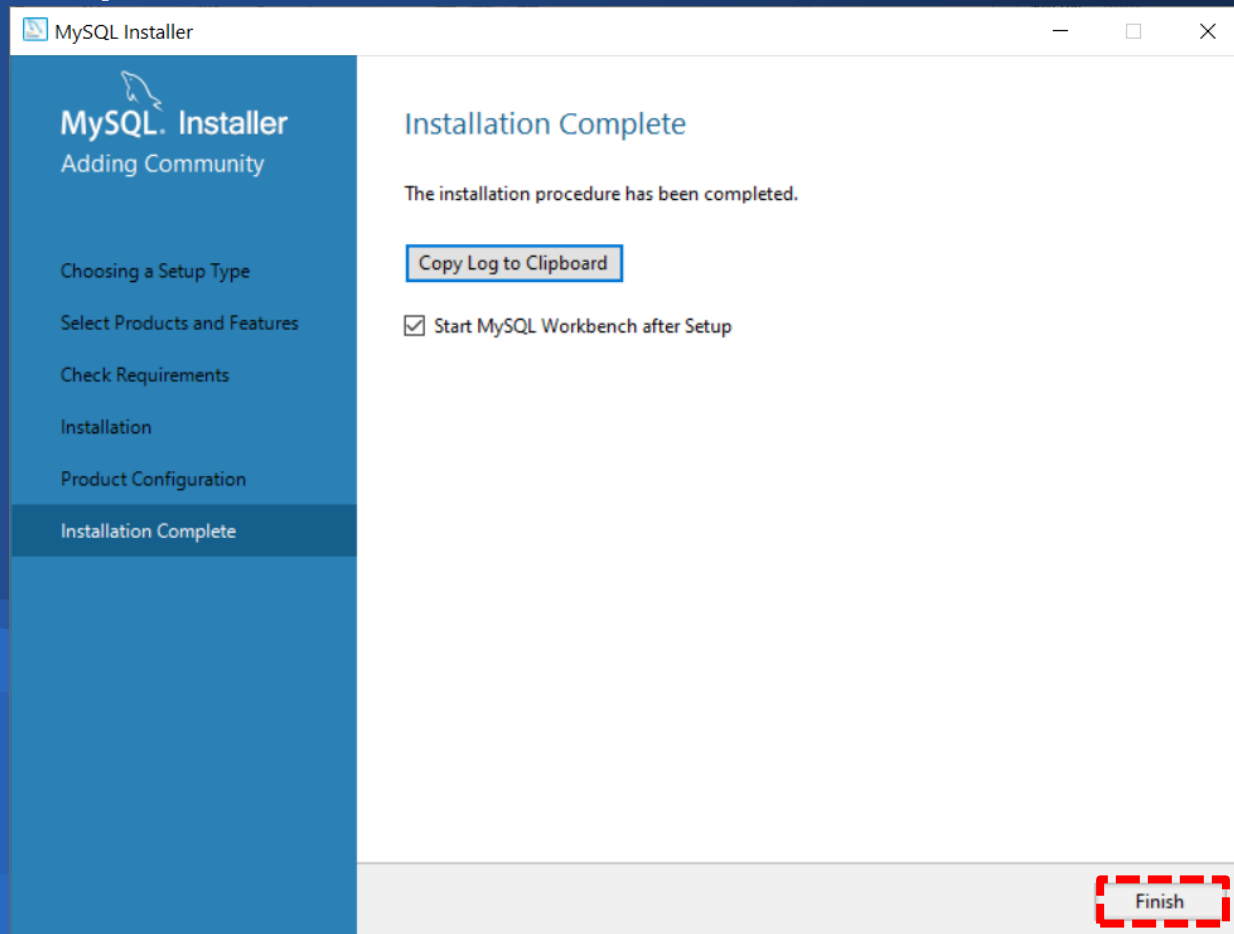 MySQL Installer
MySQL. Installer
Adding Community
Choosing a Setup Type
Select Products and Features
Check Requirements
Installation
Product Configuration
Installation Complete
Installation Complete
The installation procedure has been completed.
Copy Log to Clipboard
Start MySQL Workbench after Setup
Finish